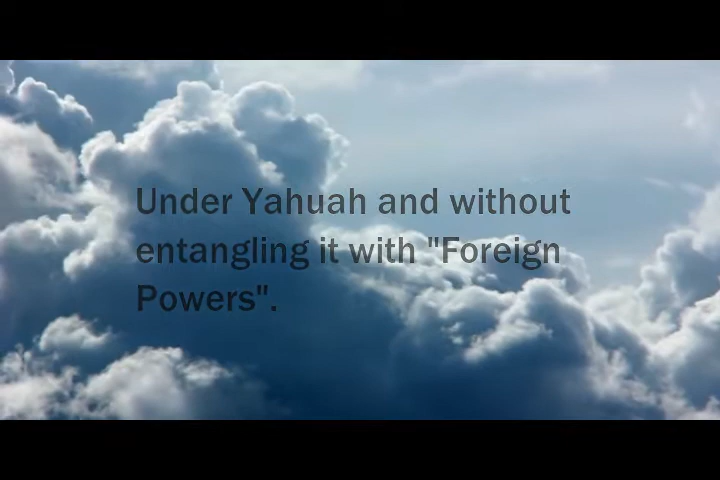 Under Yahuah and without
entangling it with "Foreign
Powers".